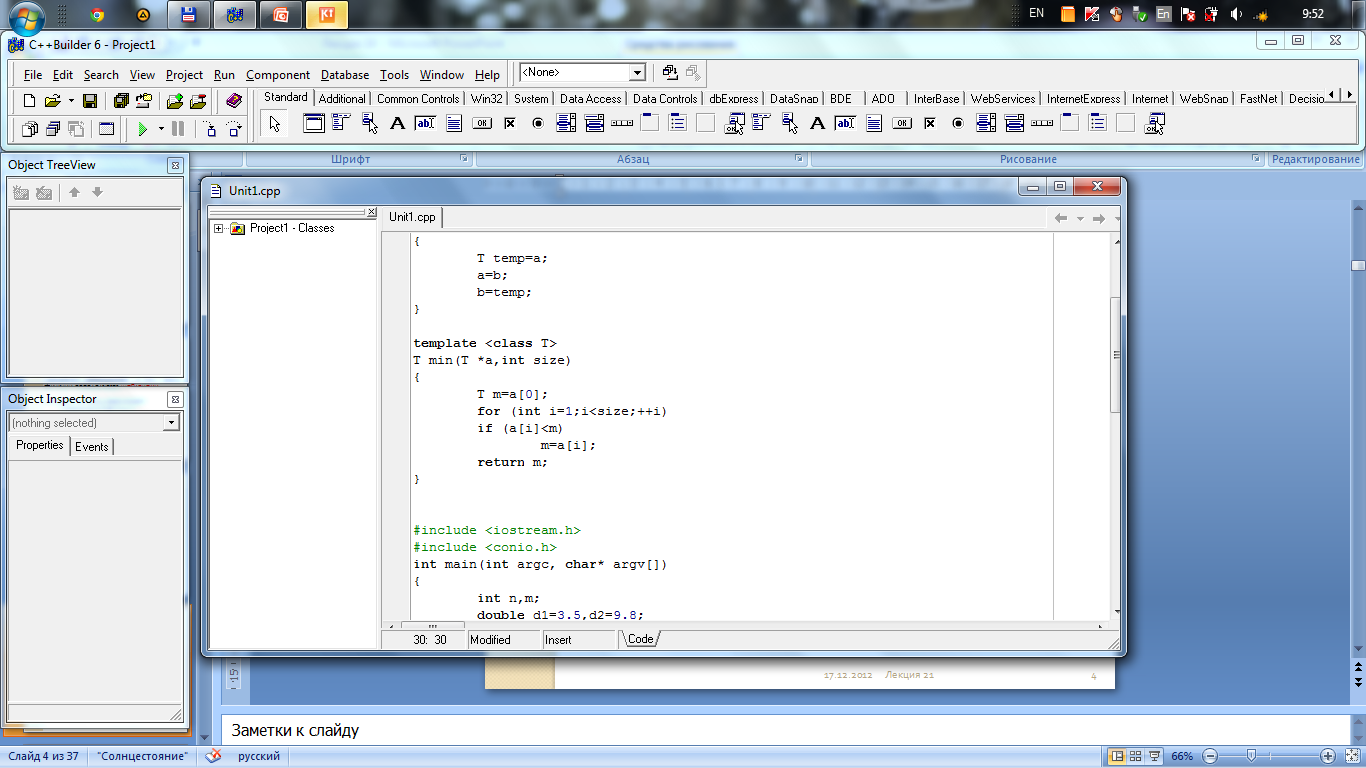 EN
En
9:52
C++Builder 6 - Project1
File Edit Search View Project Run Component Database Tools Window Help
<None>
Standard Additional Common Controls Win32 System Data Access Data Controls dbExpress DataSnap BDE ADO InterBase WebServices InternetExpress Internet WebSnap FastNet Decisio
Шрифт Абзац Рисование Редактирование
Object TreeView
Unit1.cpp
Project1 - Classes
Unit1.cpp
{
T temp=a;
a=b;
b=temp;
}
template <class T>
T min(T *a,int size)
{
T m=a[0];
for (int i=1;i<size;++i)
if (a[i]<m)
m=a[i];
return m;
}
#include <iostream.h>
#include <conio.h>
int main(int argc, char* argv[])
{
int n,m;
double d1=3.5,d2=9.8;
30: 30 Modified Insert Code
Object Inspector
(nothing selected)
Properties Events
17.12.2012 Лекция 21 4
Заметки к слайду
Слайд 4 из 37 "Солнцестояние" русский 66%